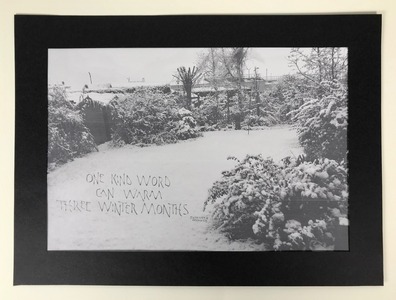 ONE KIND WORD
CAN WARM
THREE WINTER MONTHS